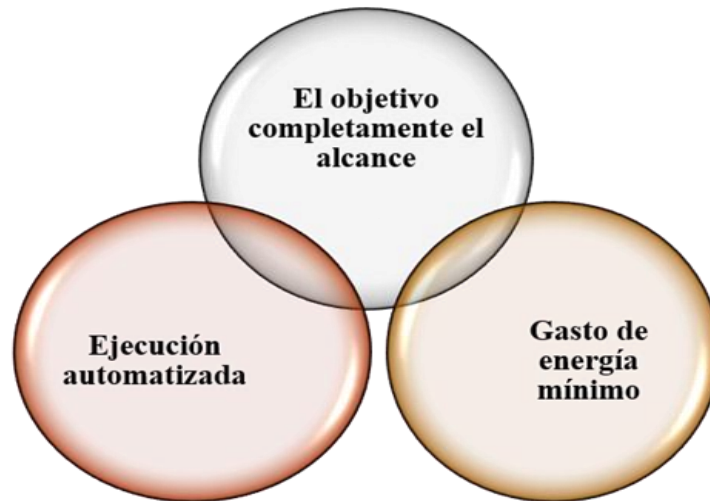 El objetivo
completamente el
alcance
Ejecución
automatizada
Gasto de
energía
mínimo